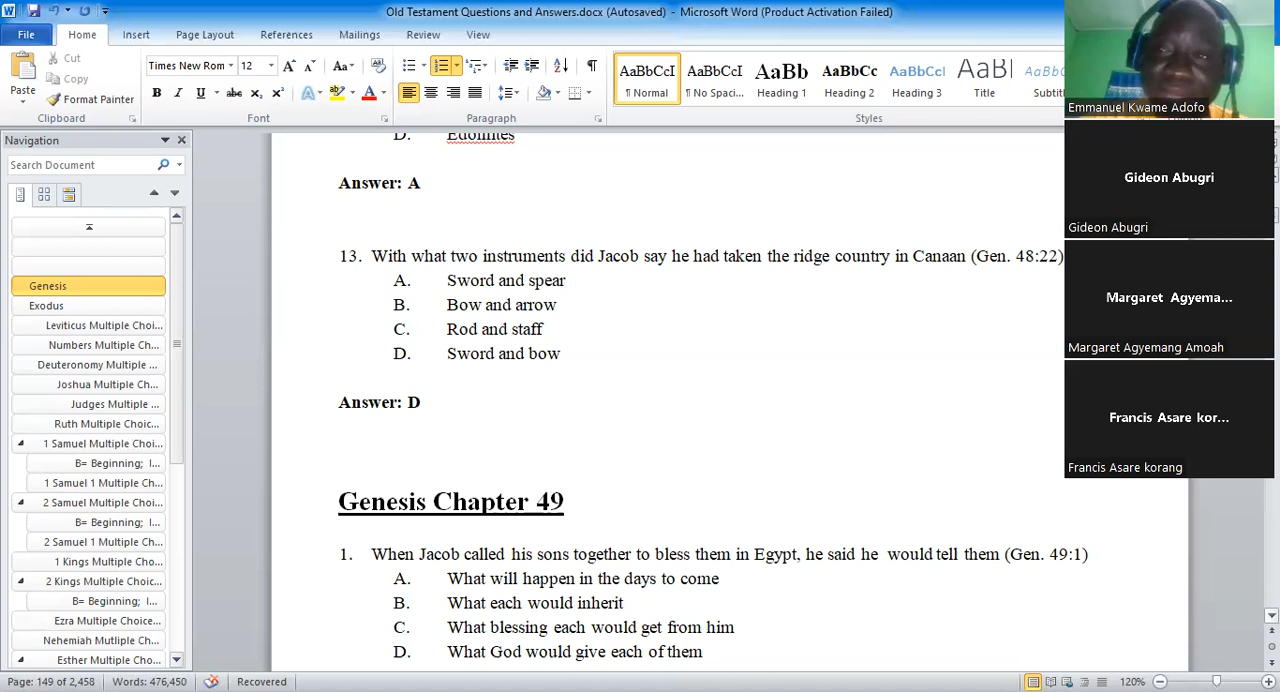 Old Testament Questions and Answers.docx (Autosaved) - Microsoft Word (Product Activation Failed)
File Home Insert Page Layout References Mailings Review View
Cut
Copy
Paste
Format Painter
Clipboard
Times New Rom 12
Font
Paragraph
AaBbCcI AaBbCcI AaBb AaBbCc AaBbCcI AaBl AaBbC
¶ Normal ¶ No Spaci... Heading 1 Heading 2 Heading 3 Title Subtitl
Styles
Navigation
Search Document
Genesis
Exodus
Leviticus Multiple Choi...
Numbers Multiple Ch...
Deuteronomy Multiple ...
Joshua Multiple Ch...
Judges Multiple ...
Ruth Multiple Choic...
1 Samuel Multiple Choi...
B= Beginning; I...
1 Samuel 1 Multiple Ch...
2 Samuel Multiple Choi...
B= Beginning; I...
2 Samuel 1 Multiple Ch...
1 Kings Multiple Ch...
2 Kings Multiple Choic...
B= Beginning; I...
Ezra Multiple Choice...
Nehemiah Mutliple Ch...
Esther Multiple Cho...
D. Edomites
Answer: A
13. With what two instruments did Jacob say he had taken the ridge country in Canaan (Gen. 48:22)
A. Sword and spear
B. Bow and arrow
C. Rod and staff
D. Sword and bow
Answer: D
Genesis Chapter 49
1. When Jacob called his sons together to bless them in Egypt, he said he would tell them (Gen. 49:1)
A. What will happen in the days to come
B. What each would inherit
C. What blessing each would get from him
D. What God would give each of them
Emmanuel Kwame Adofo
Gideon Abugri
Gideon Abugri
Margaret Agyema...
Margaret Agyemang Amoah
Francis Asare kor...
Francis Asare korang
Page: 149 of 2,458 Words: 476,450 Recovered 120%